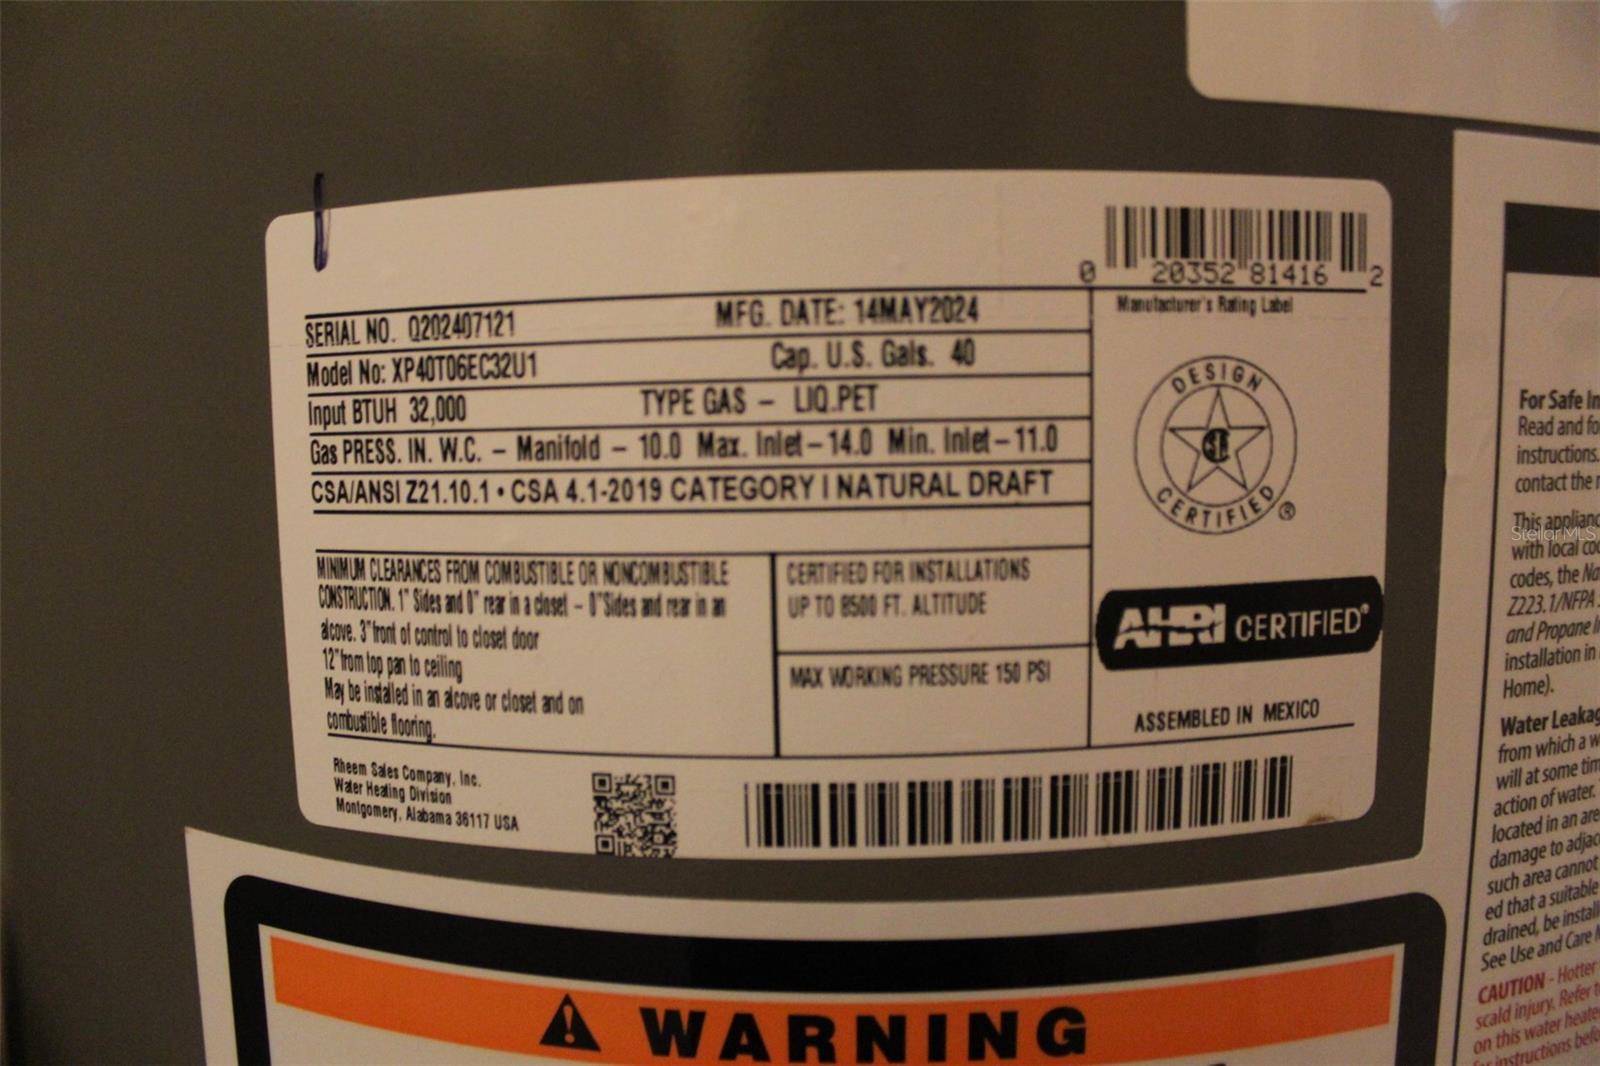 0 20352 81416 2
Manufacturer's Rating Label
SERIAL NO. Q202407121 MFG. DATE: 14MAY2024
Model No: XP40T06EC32U1 Cap. U.S. Gals. 40
Input BTUH 32,000 TYPE GAS – LIQ.PET
Gas PRESS. IN. W.C. – Manifold – 10.0 Max. Inlet–14.0 Min. Inlet–11.0
CSA/ANSI Z21.10.1 • CSA 4.1-2019 CATEGORY I NATURAL DRAFT
DESIGN
CERTIFIED ®
MINIMUM CLEARANCES FROM COMBUSTIBLE OR NONCOMBUSTIBLE
CONSTRUCTION. 1" Sides and 0" rear in a closet – 0"Sides and rear in an
alcove. 3"front of control to closet door
12"from top pan to ceiling
May be installed in an alcove or closet and on
combustible flooring.
CERTIFIED FOR INSTALLATIONS
UP TO 8500 FT. ALTITUDE
MAX WORKING PRESSURE 150 PSI
AHRI CERTIFIED®
ASSEMBLED IN MEXICO
Rheem Sales Company, Inc.
Water Heating Division
Montgomery, Alabama 36117 USA
WARNING
For Safe In
Read and fo
instructions.
contact the
This applianc
StellarMLS
with local co
codes, the Na
Z223.1/NFPA
and Propane I
installation in
Home).
Water Leakag
from which a w
will at some tim
action of water.
located in an are
damage to adjac
such area cannot
ed that a suitable
drained, be install
See Use and Care
CAUTION - Hotter
scald injury. Refer t
on this water heate
for instructions befo